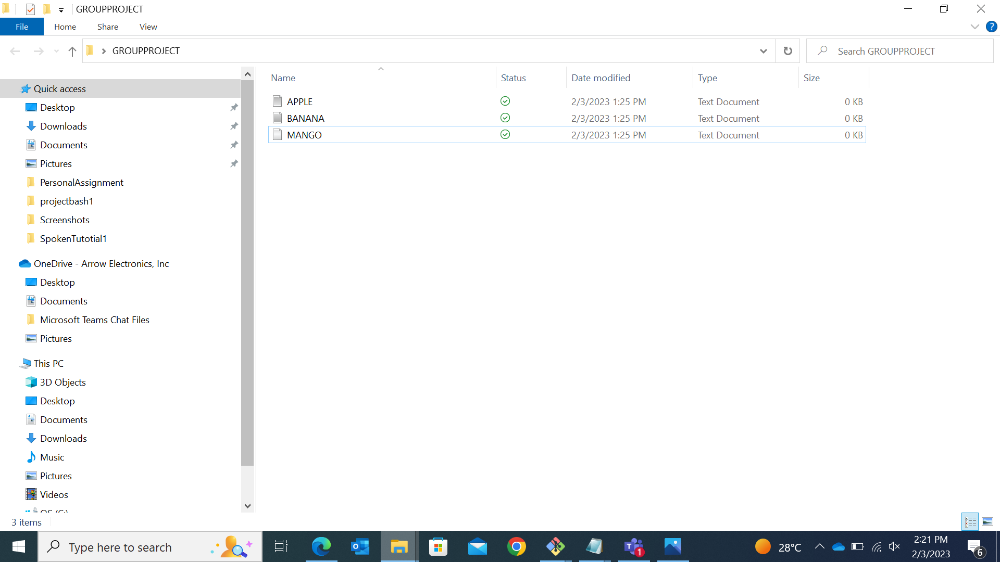 GROUPPROJECT
File Home Share View
GROUPPROJECT
Search GROUPPROJECT
Name Status Date modified Type Size
APPLE 2/3/2023 1:25 PM Text Document 0 KB
BANANA 2/3/2023 1:25 PM Text Document 0 KB
MANGO 2/3/2023 1:25 PM Text Document 0 KB
Quick access
Desktop
Downloads
Documents
Pictures
PersonalAssignment
projectbash1
Screenshots
SpokenTutotial1
OneDrive - Arrow Electronics, Inc
Desktop
Documents
Microsoft Teams Chat Files
Pictures
This PC
3D Objects
Desktop
Documents
Downloads
Music
Pictures
Videos
OS (C:)
3 items
Type here to search
28°C
2:21 PM
2/3/2023
1
6